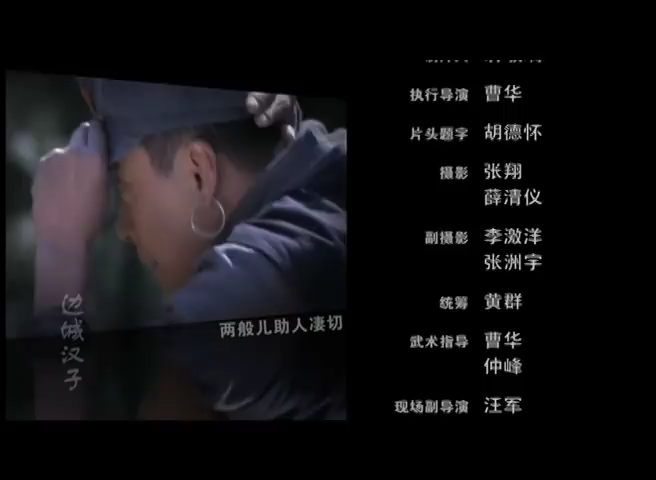 执行导演 曹华
片头题字 胡德怀
摄影 张翔
薛清仪
副摄影 李激洋
张洲宇
统筹 黄群
武术指导 曹华
仲峰
现场副导演 汪军
两般儿助人凄切
边城汉子